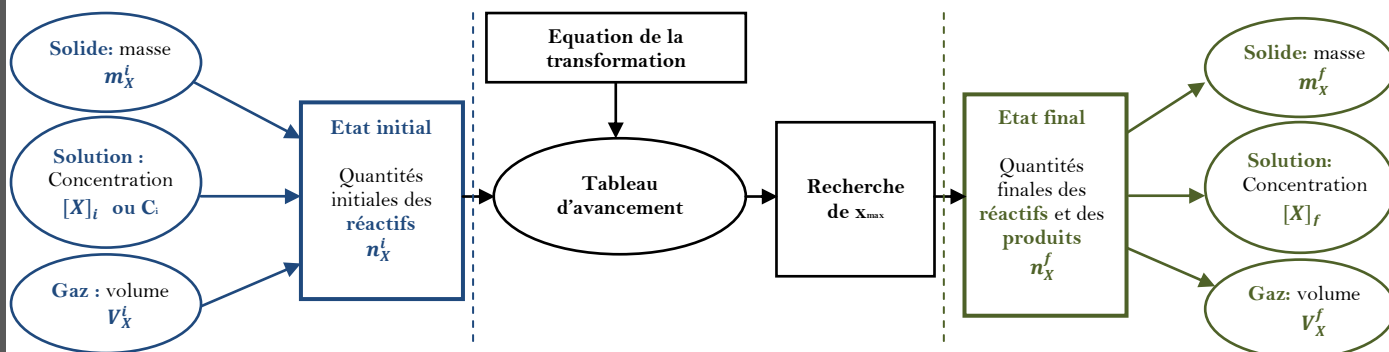 Solide: masse
m_X^i
Solution :
Concentration
[X]_i ou C_i
Gaz : volume
V_X^i
Etat initial
Quantités
initiales des
réactifs
n_X^i
Equation de la
transformation
Tableau
d’avancement
Recherche
de x_max
Etat final
Quantités
finales des
réactifs et des
produits
n_X^f
Solide: masse
m_X^f
Solution:
Concentration
[X]_f
Gaz: volume
V_X^f